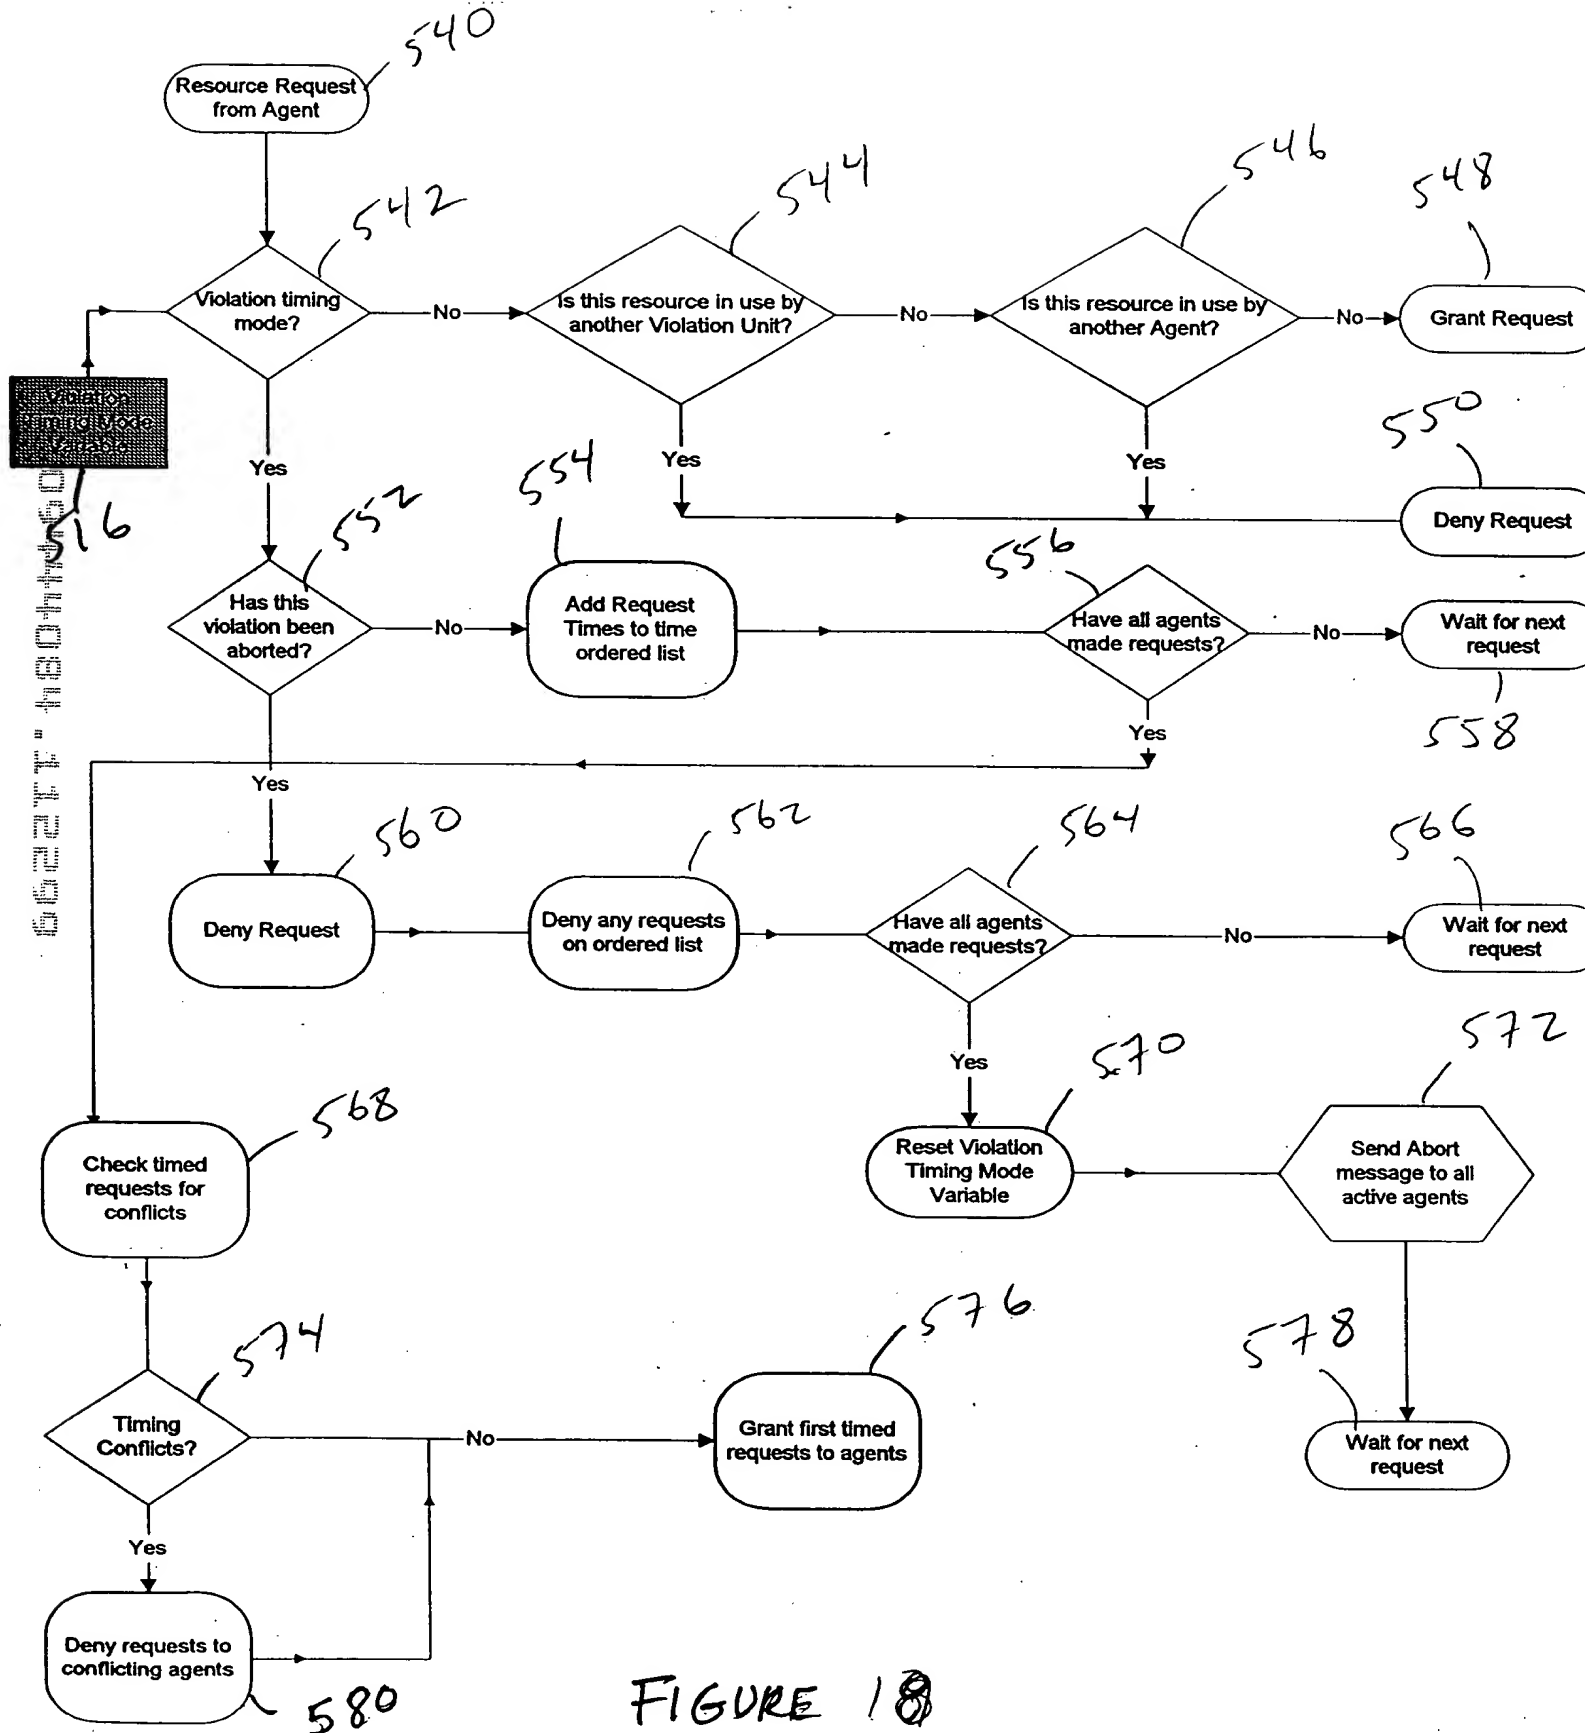 540
Resource Request
from Agent
542
544
546
548
Violation timing
mode?
No
Is this resource in use by
another Violation Unit?
No
Is this resource in use by
another Agent?
No
Grant Request
Violation
Timing Mode
Variable
516
Yes
Yes
Yes
550
Deny Request
552
554
556
Has this
violation been
aborted?
No
Add Request
Times to time
ordered list
Have all agents
made requests?
No
Wait for next
request
558
Yes
Yes
560
562
564
566
Deny Request
Deny any requests
on ordered list
Have all agents
made requests?
No
Wait for next
request
Yes
570
572
568
Check timed
requests for
conflicts
Reset Violation
Timing Mode
Variable
Send Abort
message to all
active agents
574
576
578
Timing
Conflicts?
No
Grant first timed
requests to agents
Wait for next
request
Yes
Deny requests to
conflicting agents
580
FIGURE 18